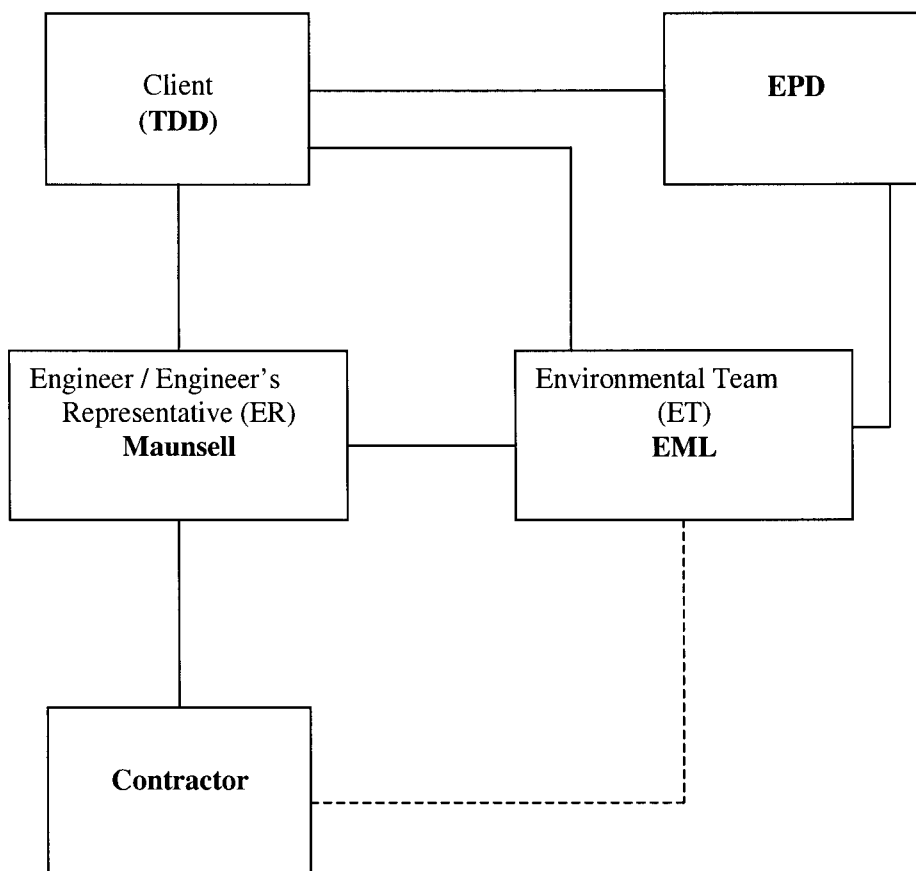 Client
(TDD)
EPD
Engineer / Engineer's
Representative (ER)
Maunsell
Environmental Team
(ET)
EML
Contractor